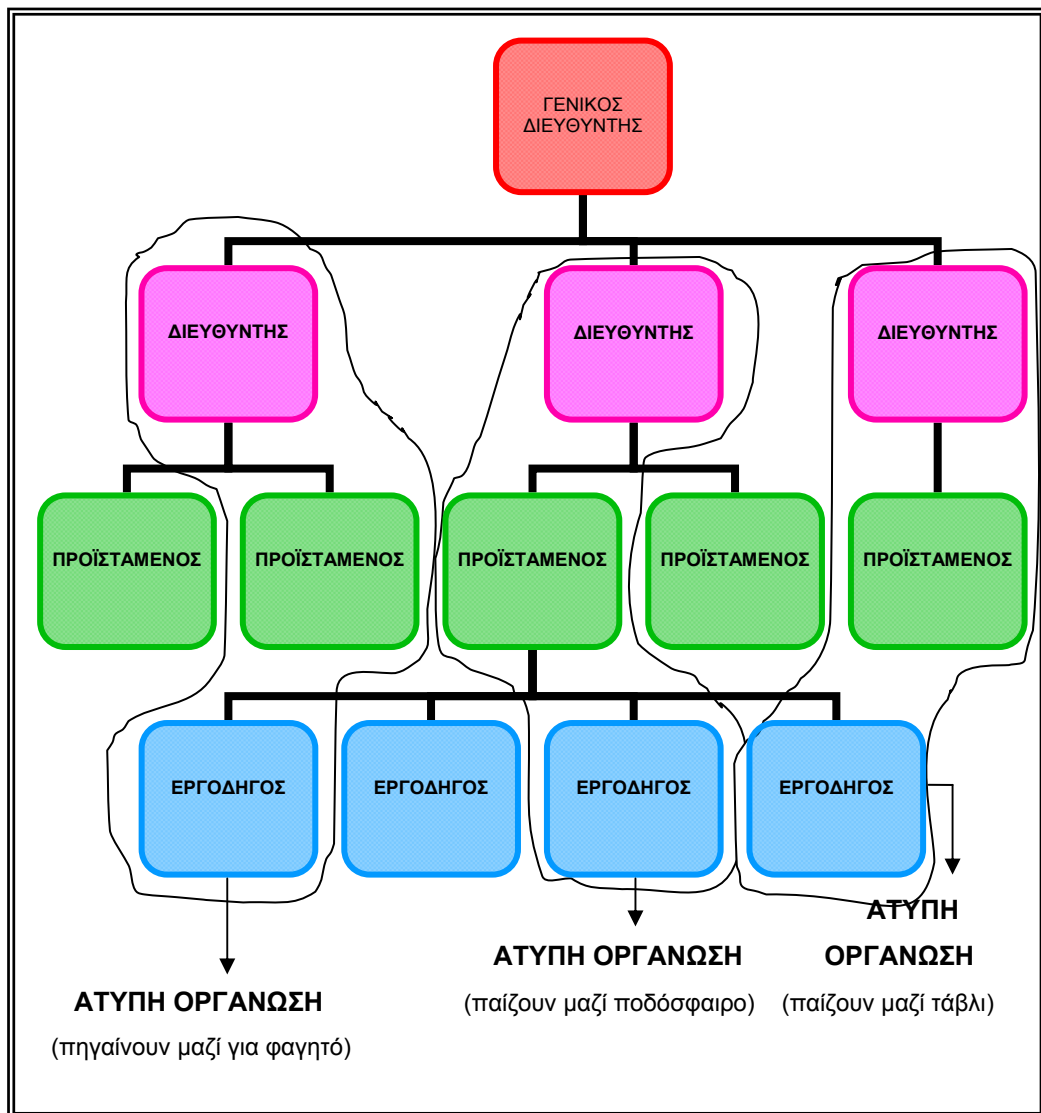 ΓΕΝΙΚΟΣ
ΔΙΕΥΘΥΝΤΗΣ
ΔΙΕΥΘΥΝΤΗΣ
ΔΙΕΥΘΥΝΤΗΣ
ΔΙΕΥΘΥΝΤΗΣ
ΠΡΟΪΣΤΑΜΕΝΟΣ
ΠΡΟΪΣΤΑΜΕΝΟΣ
ΠΡΟΪΣΤΑΜΕΝΟΣ
ΠΡΟΪΣΤΑΜΕΝΟΣ
ΠΡΟΪΣΤΑΜΕΝΟΣ
ΕΡΓΟΔΗΓΟΣ
ΕΡΓΟΔΗΓΟΣ
ΕΡΓΟΔΗΓΟΣ
ΕΡΓΟΔΗΓΟΣ
ΑΤΥΠΗ ΟΡΓΑΝΩΣΗ
(πηγαίνουν μαζί για φαγητό)
ΑΤΥΠΗ ΟΡΓΑΝΩΣΗ
(παίζουν μαζί ποδόσφαιρο)
ΑΤΥΠΗ
ΟΡΓΑΝΩΣΗ
(παίζουν μαζί τάβλι)